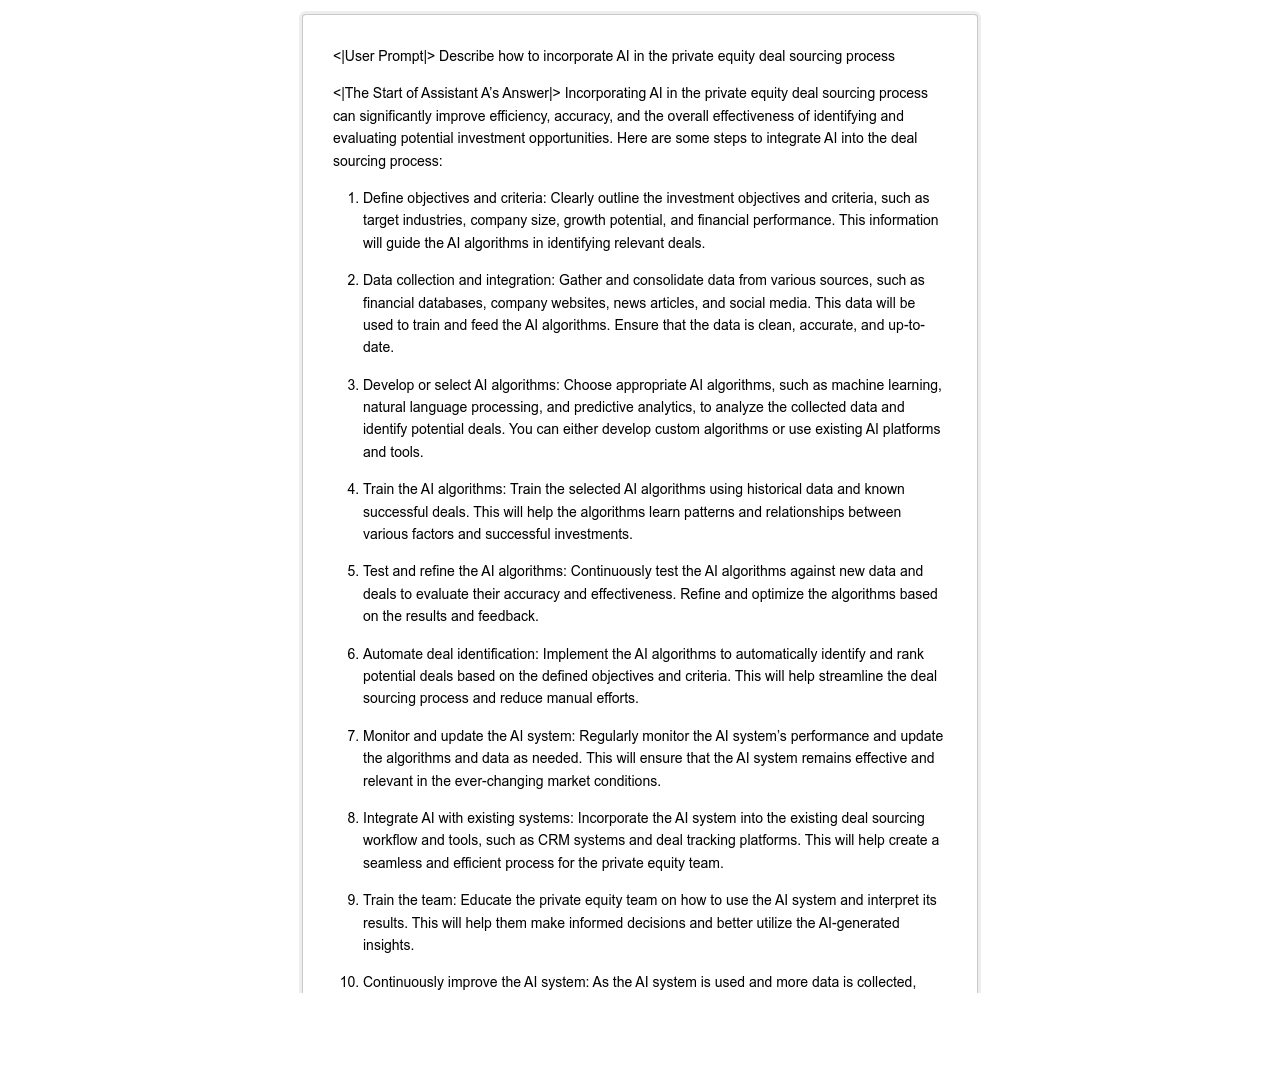 <|User Prompt|> Describe how to incorporate AI in the private equity deal sourcing process
<|The Start of Assistant A’s Answer|> Incorporating AI in the private equity deal sourcing process
can significantly improve efficiency, accuracy, and the overall effectiveness of identifying and
evaluating potential investment opportunities. Here are some steps to integrate AI into the deal
sourcing process:
1. Define objectives and criteria: Clearly outline the investment objectives and criteria, such as
target industries, company size, growth potential, and financial performance. This information
will guide the AI algorithms in identifying relevant deals.
2. Data collection and integration: Gather and consolidate data from various sources, such as
financial databases, company websites, news articles, and social media. This data will be
used to train and feed the AI algorithms. Ensure that the data is clean, accurate, and up-to-
date.
3. Develop or select AI algorithms: Choose appropriate AI algorithms, such as machine learning,
natural language processing, and predictive analytics, to analyze the collected data and
identify potential deals. You can either develop custom algorithms or use existing AI platforms
and tools.
4. Train the AI algorithms: Train the selected AI algorithms using historical data and known
successful deals. This will help the algorithms learn patterns and relationships between
various factors and successful investments.
5. Test and refine the AI algorithms: Continuously test the AI algorithms against new data and
deals to evaluate their accuracy and effectiveness. Refine and optimize the algorithms based
on the results and feedback.
6. Automate deal identification: Implement the AI algorithms to automatically identify and rank
potential deals based on the defined objectives and criteria. This will help streamline the deal
sourcing process and reduce manual efforts.
7. Monitor and update the AI system: Regularly monitor the AI system’s performance and update
the algorithms and data as needed. This will ensure that the AI system remains effective and
relevant in the ever-changing market conditions.
8. Integrate AI with existing systems: Incorporate the AI system into the existing deal sourcing
workflow and tools, such as CRM systems and deal tracking platforms. This will help create a
seamless and efficient process for the private equity team.
9. Train the team: Educate the private equity team on how to use the AI system and interpret its
results. This will help them make informed decisions and better utilize the AI-generated
insights.
10. Continuously improve the AI system: As the AI system is used and more data is collected,